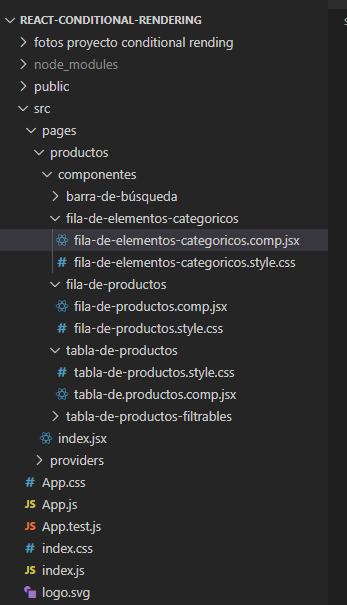 REACT-CONDITIONAL-RENDERING
fotos proyecto conditional rending
node_modules
public
src
pages
productos
componentes
barra-de-búsqueda
fila-de-elementos-categoricos
fila-de-elementos-categoricos.comp.jsx
# fila-de-elementos-categoricos.style.css
fila-de-productos
fila-de-productos.comp.jsx
# fila-de-productos.style.css
tabla-de-productos
# tabla-de-productos.style.css
tabla-de.productos.comp.jsx
tabla-de-productos-filtrables
index.jsx
providers
# App.css
JS App.js
JS App.test.js
# index.css
JS index.js
logo.svg